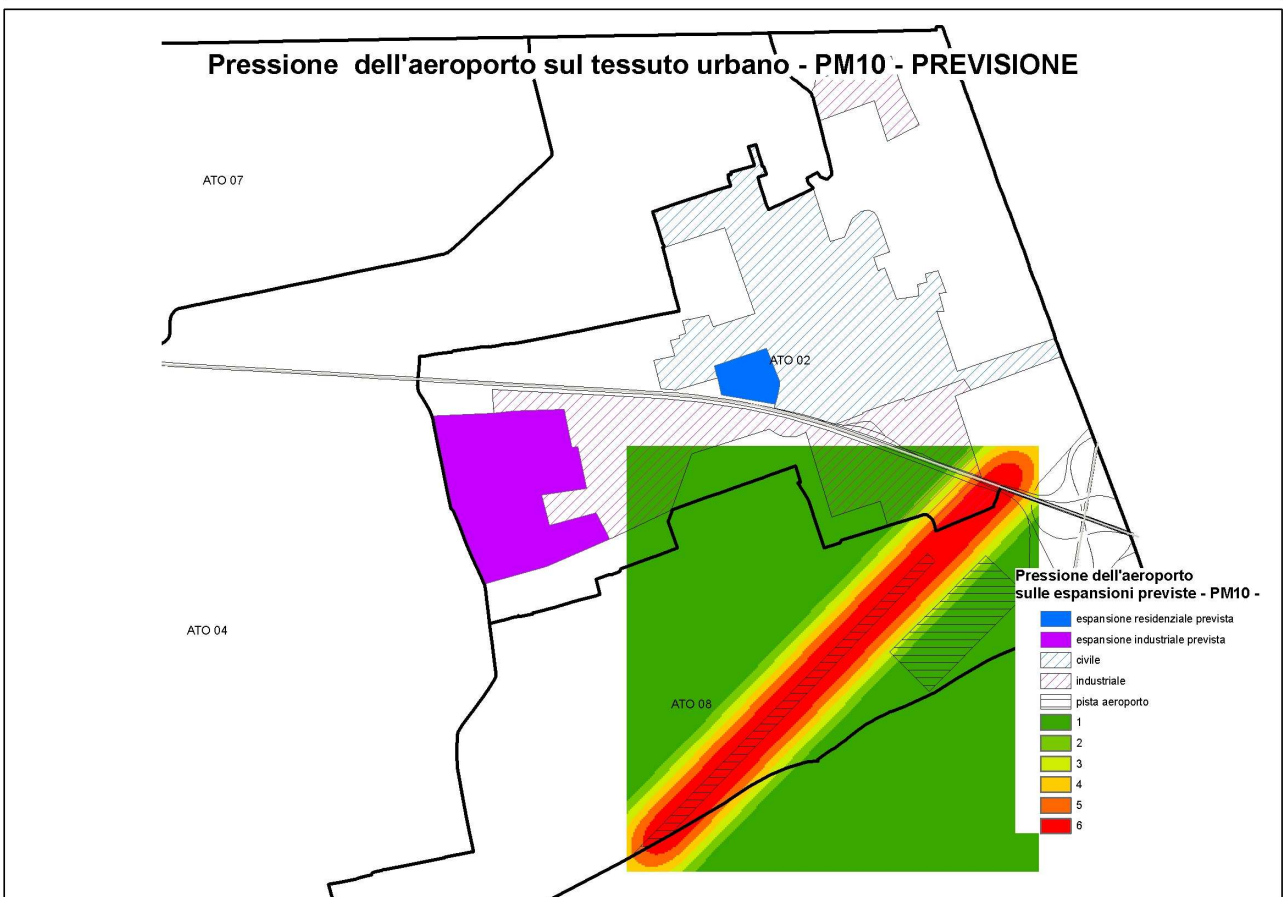 Pressione dell'aeroporto sul tessuto urbano - PM10 - PREVISIONE
ATO 07
ATO 02
ATO 04
ATO 08
Pressione dell'aeroporto
sulle espansioni previste - PM10 -
espansione residenziale prevista
espansione industriale prevista
civile
industriale
pista aeroporto
1
2
3
4
5
6